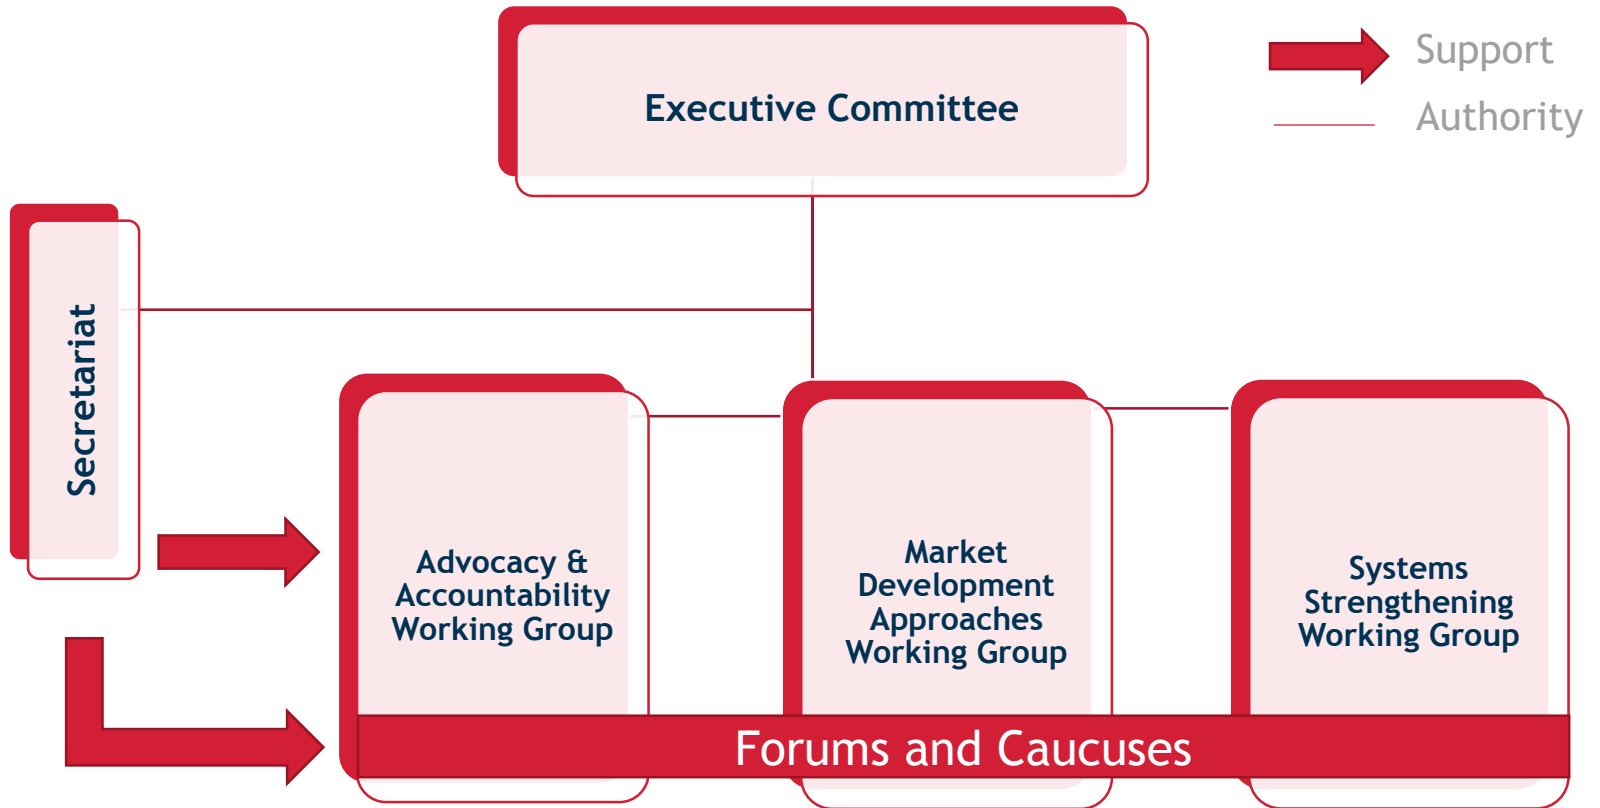 Executive Committee
Support
Authority
Secretariat
Advocacy &
Accountability
Working Group
Market
Development
Approaches
Working Group
Systems
Strengthening
Working Group
Forums and Caucuses